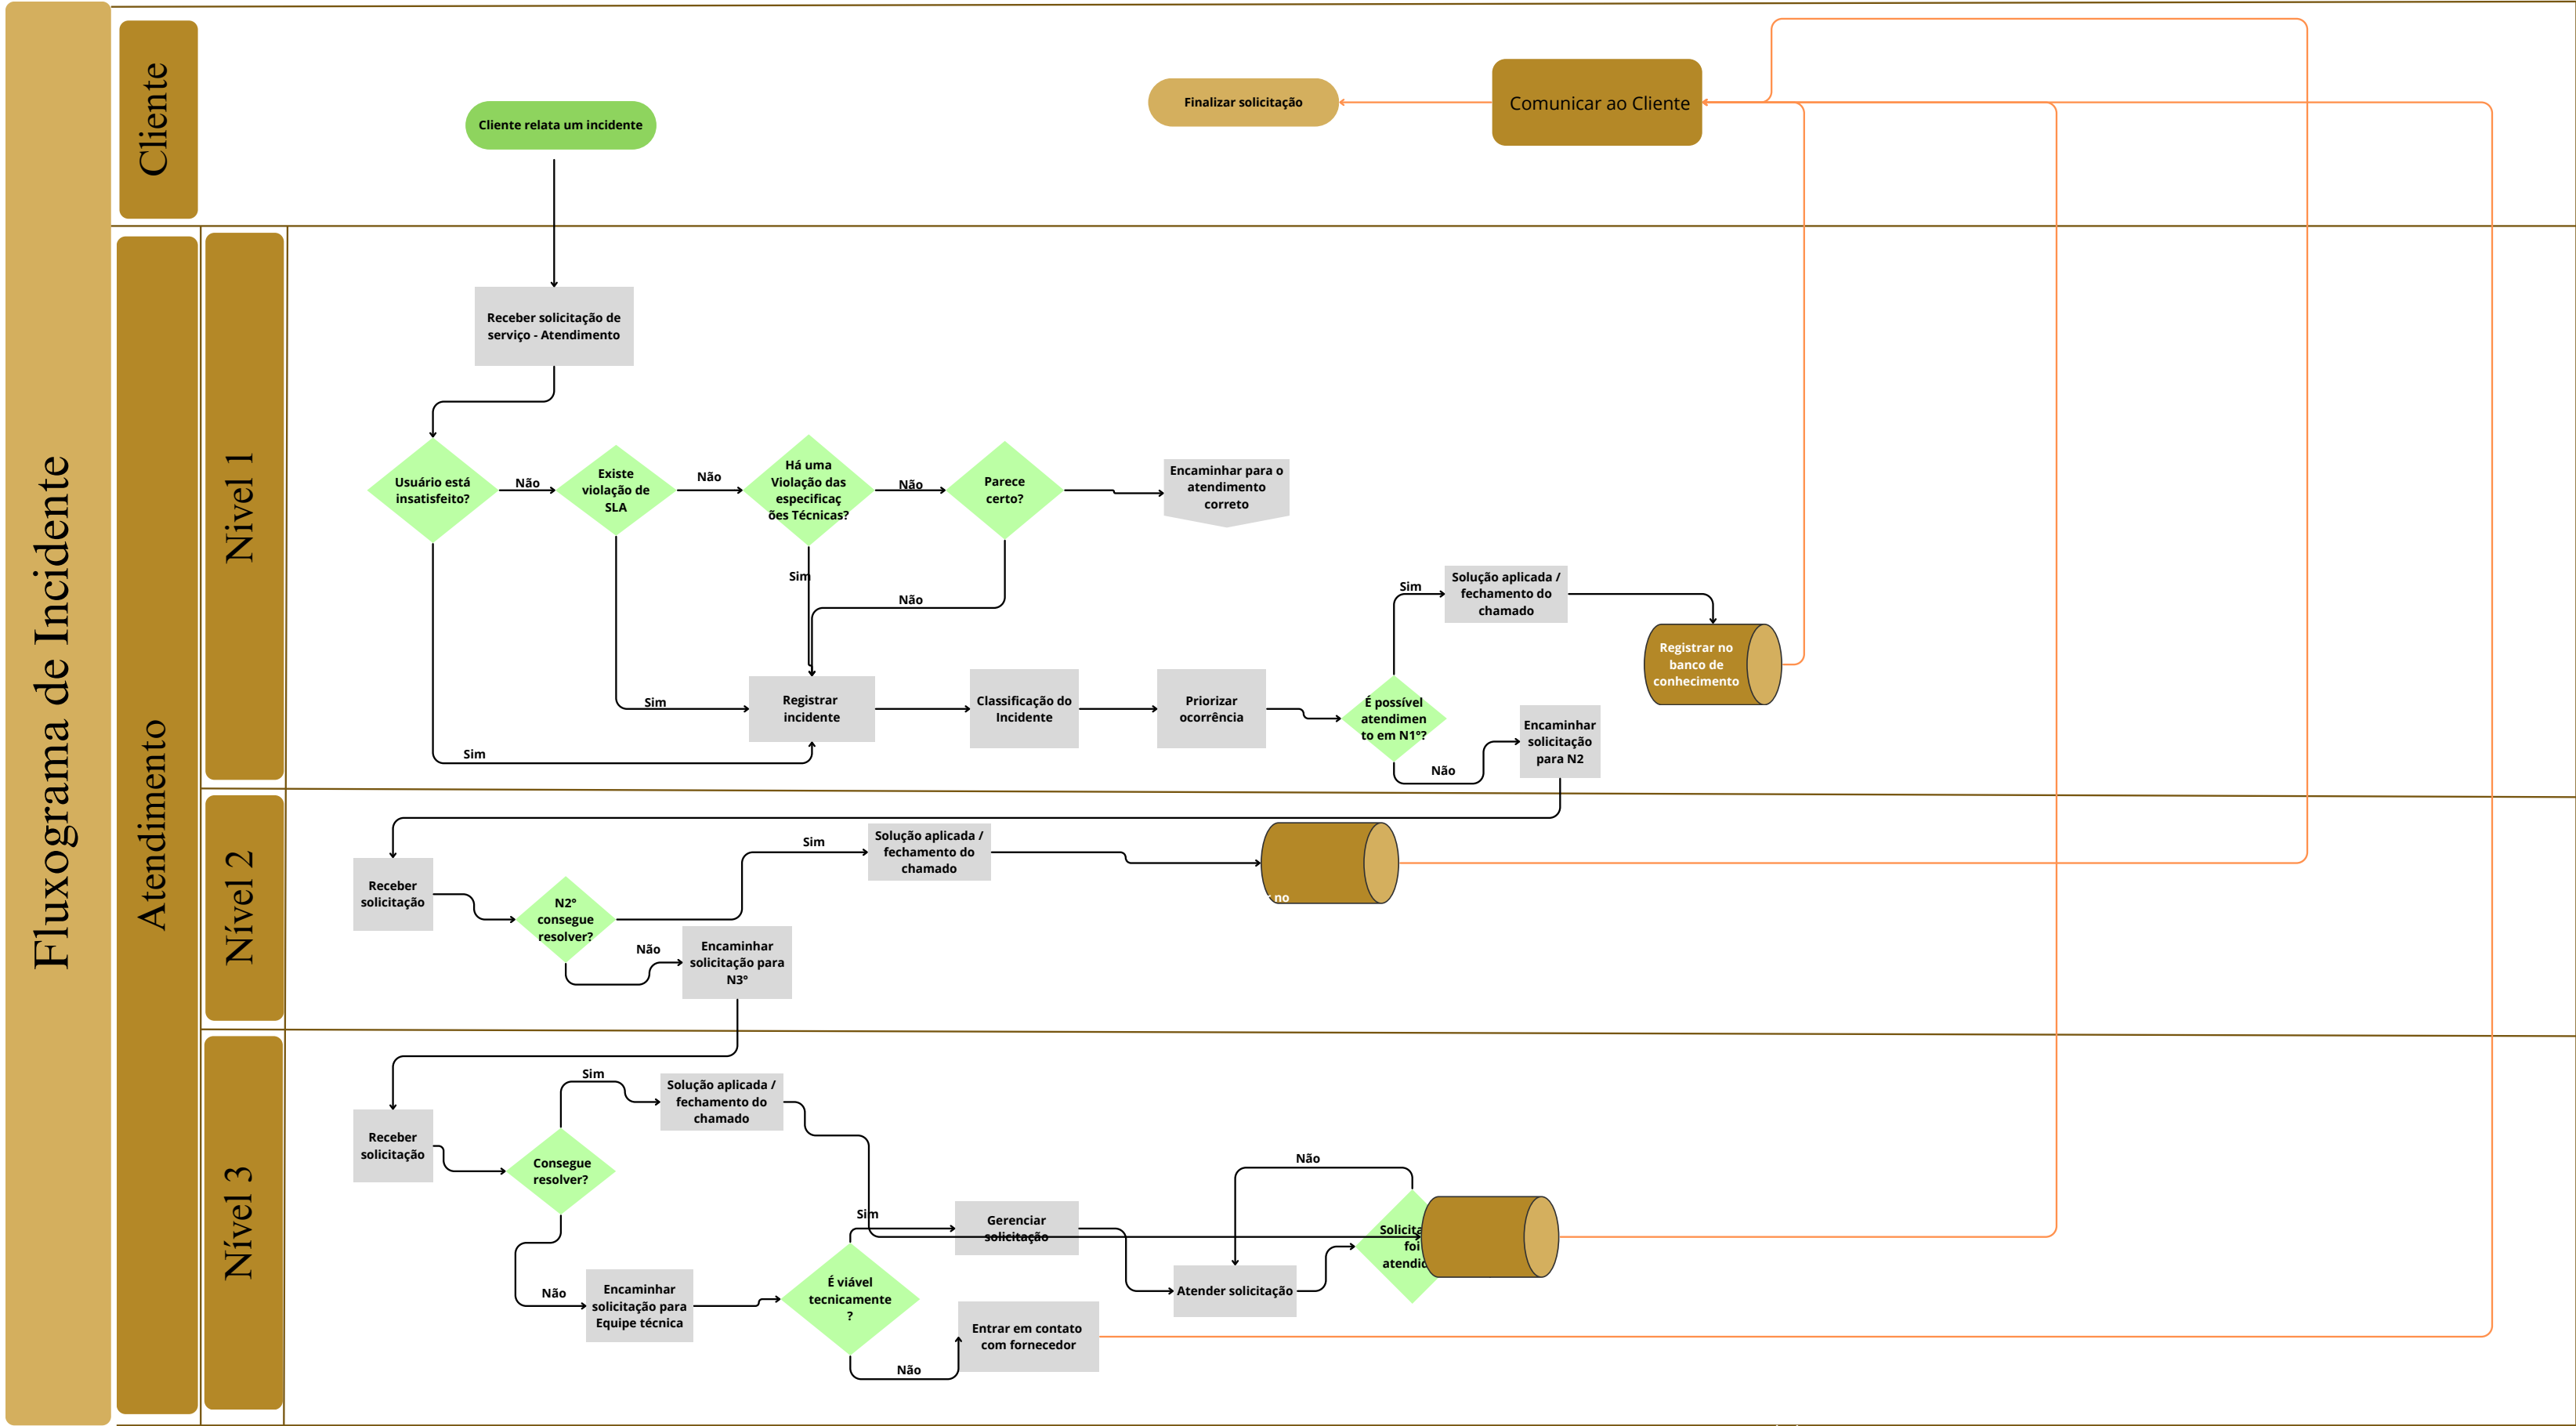 Fluxograma de Incidente
Cliente
Cliente relata um incidente
Finalizar solicitação
Comunicar ao Cliente
Atendimento
Nivel 1
Receber solicitação de
serviço - Atendimento
Usuário está
insatisfeito?
Não
Existe
violação de
SLA
Não
Há uma
Violação das
especificaç
ões Técnicas?
Não
Parece
certo?
Encaminhar para o
atendimento
correto
Sim
Não
Sim
Sim
Registrar
incidente
Classificação do
Incidente
Priorizar
ocorrência
É possível
atendimen
to em N1º?
Sim
Solução aplicada /
fechamento do
chamado
Registrar no
banco de
conhecimento
Não
Encaminhar
solicitação
para N2
Nível 2
Receber
solicitação
N2º
consegue
resolver?
Sim
Solução aplicada /
fechamento do
chamado
no
Não
Encaminhar
solicitação para
N3º
Nível 3
Receber
solicitação
Consegue
resolver?
Sim
Solução aplicada /
fechamento do
chamado
Não
Encaminhar
solicitação para
Equipe técnica
É viável
tecnicamente
?
Sim
Gerenciar
solicitação
Não
Entrar em contato
com fornecedor
Atender solicitação
Não
foi